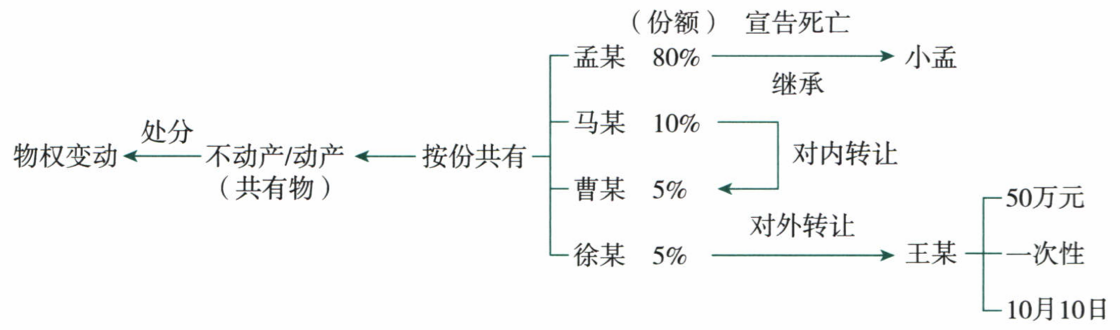 （份额） 宣告死亡
孟某 80% 小孟
继承
马某 10%
处分
物权变动 不动产/动产 按份共有 对内转让
（共有物） 曹某 5%
50万元
对外转让
徐某 5% 王某 一次性
10月10日